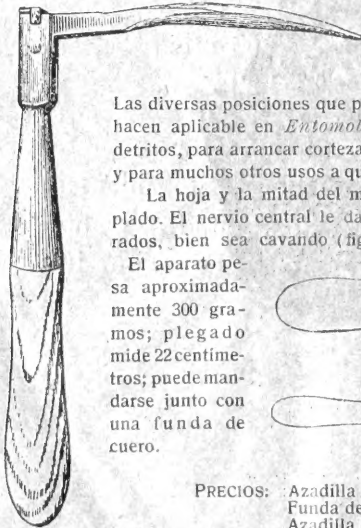 Las diversas posiciones que p
hacen aplicable en Entomol
detritos, para arrancar corteza
y para muchos otros usos a qu
La hoja y la mitad del m
plado. El nervio central le da
rados, bien sea cavando (fig
El aparato pe-
sa aproximada-
mente 300 gra-
mos; plegado
mide 22 centime-
tros; puede man-
darse junto con
una funda de
cuero.
PRECIOS: Azadilla
Funda de
Azadilla